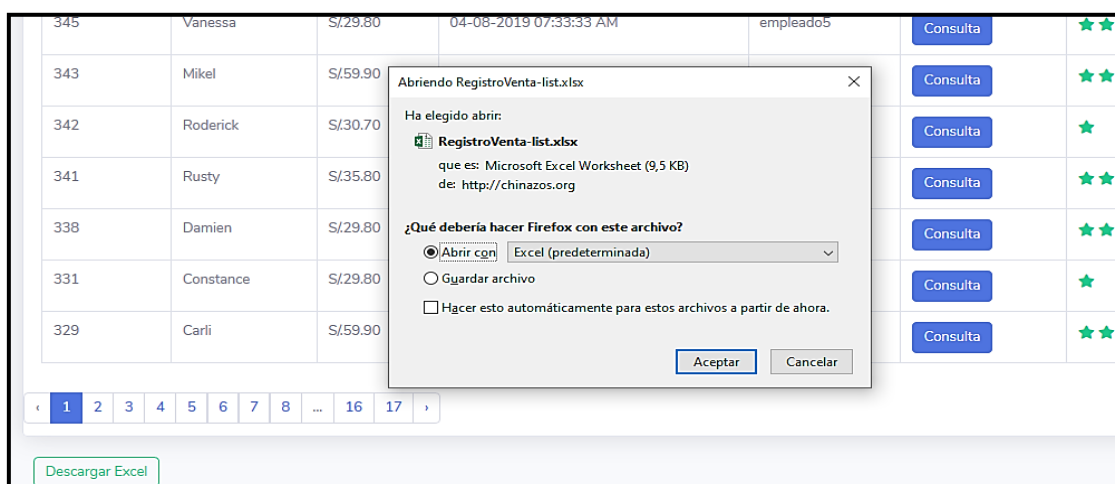 345 Vanessa S/.29.80 04-08-2019 07:33:33 AM empleado5 Consulta
343 Mikel S/.59.90 Consulta
342 Roderick S/.30.70 Consulta
341 Rusty S/.35.80 Consulta
338 Damien S/.29.80 Consulta
331 Constance S/.29.80 Consulta
329 Carli S/.59.90 Consulta
Abriendo RegistroVenta-list.xlsx
Ha elegido abrir:
RegistroVenta-list.xlsx
que es: Microsoft Excel Worksheet (9,5 KB)
de: http://chinazos.org
¿Qué debería hacer Firefox con este archivo?
Abrir con Excel (predeterminada)
Guardar archivo
Hacer esto automáticamente para estos archivos a partir de ahora.
Aceptar Cancelar
‹ 1 2 3 4 5 6 7 8 ... 16 17 ›
Descargar Excel